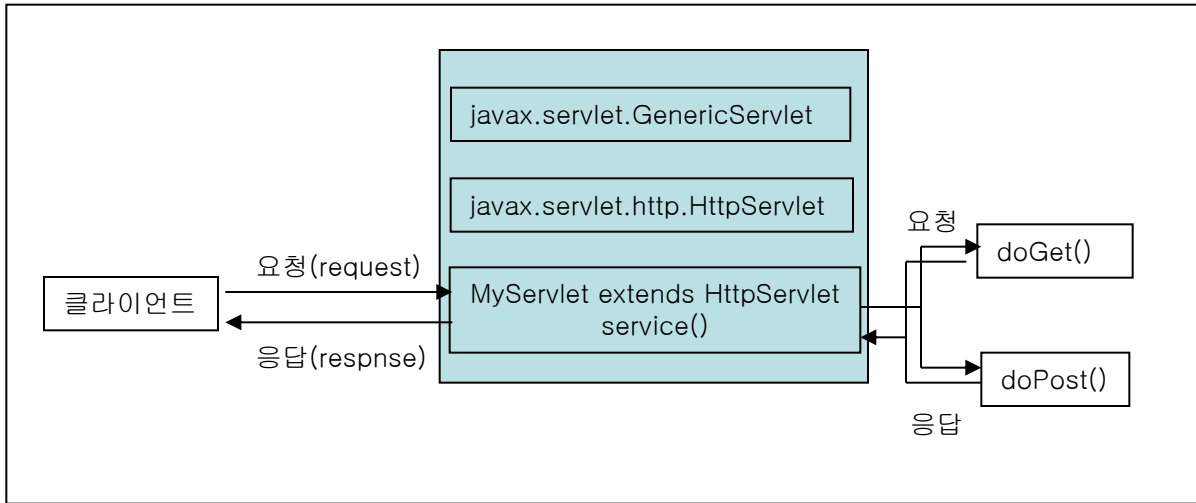 javax.servlet.GenericServlet
javax.servlet.http.HttpServlet
요청
doGet()
요청(request)
클라이언트
MyServlet extends HttpServlet
service()
응답(respnse)
doPost()
응답